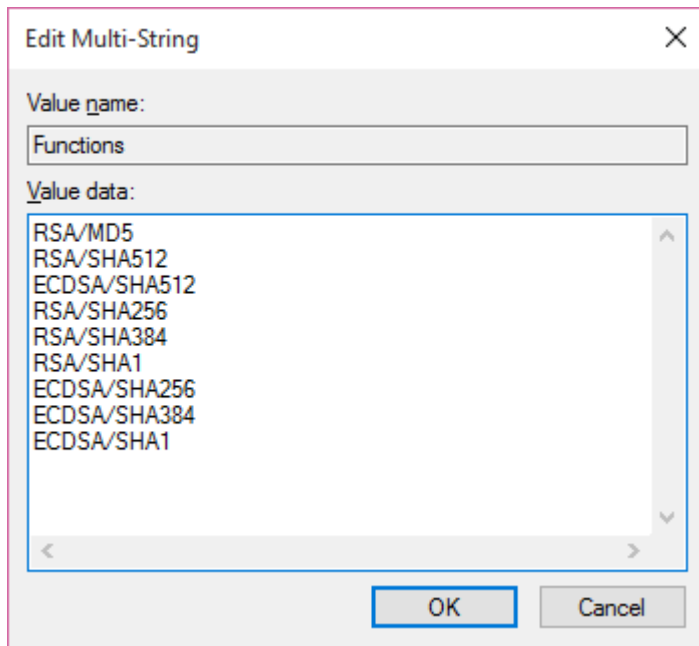 Edit Multi-String
Value name:
Functions
Value data:
RSA/MD5
RSA/SHA512
ECDSA/SHA512
RSA/SHA256
RSA/SHA384
RSA/SHA1
ECDSA/SHA256
ECDSA/SHA384
ECDSA/SHA1
OK Cancel